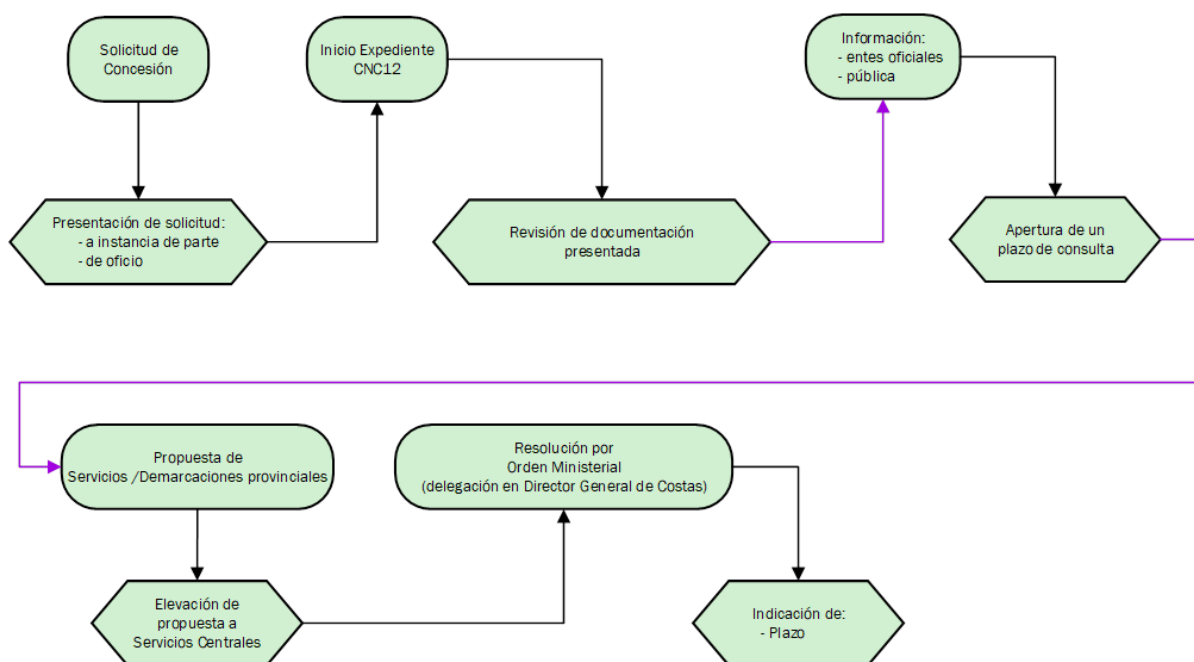 Solicitud de
Concesión
Inicio Expediente
CNC12
Información:
- entes oficiales
- pública
Presentación de solicitud:
- a instancia de parte
- de oficio
Revisión de documentación
presentada
Apertura de un
plazo de consulta
Propuesta de
Servicios /Demarcaciones provinciales
Resolución por
Orden Ministerial
(delegación en Director General de Costas)
Elevación de
propuesta a
Servicios Centrales
Indicación de:
- Plazo